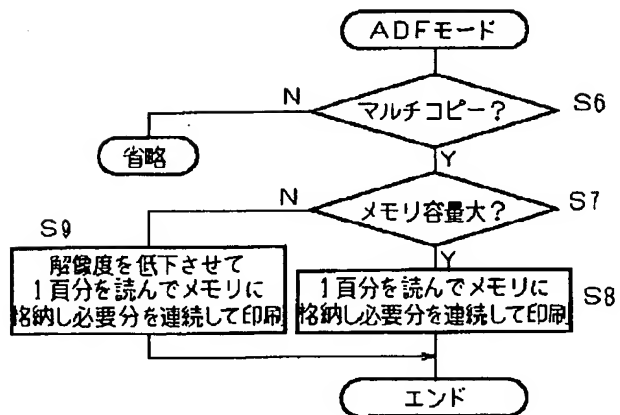 ADFモード
N
マルチコピー?
S6
省略
Y
N
メモリ容量大?
S7
S9
解像度を低下させて
1頁分を読んでメモリに
格納し必要分を連続して印刷
Y
1頁分を読んでメモリに
格納し必要分を連続して印刷
S8
エンド